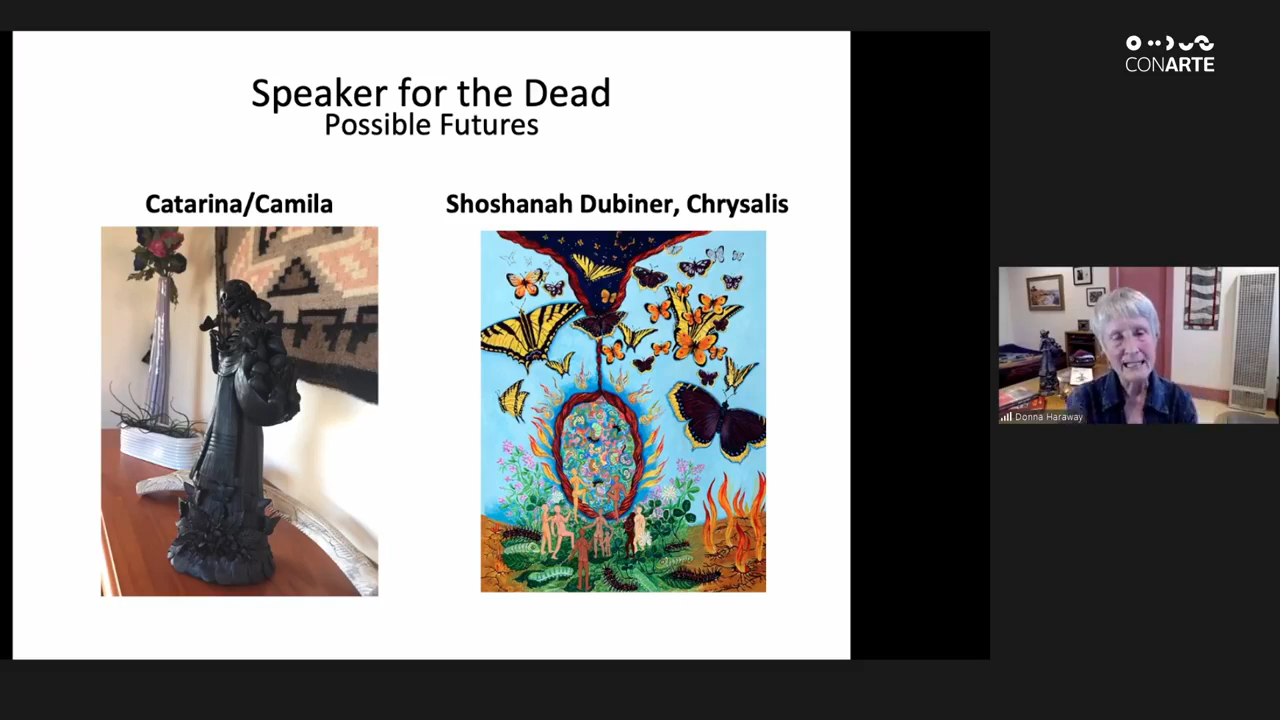 Speaker for the Dead
Possible Futures
Catarina/Camila
Shoshanah Dubiner, Chrysalis
CONARTE
Donna Haraway